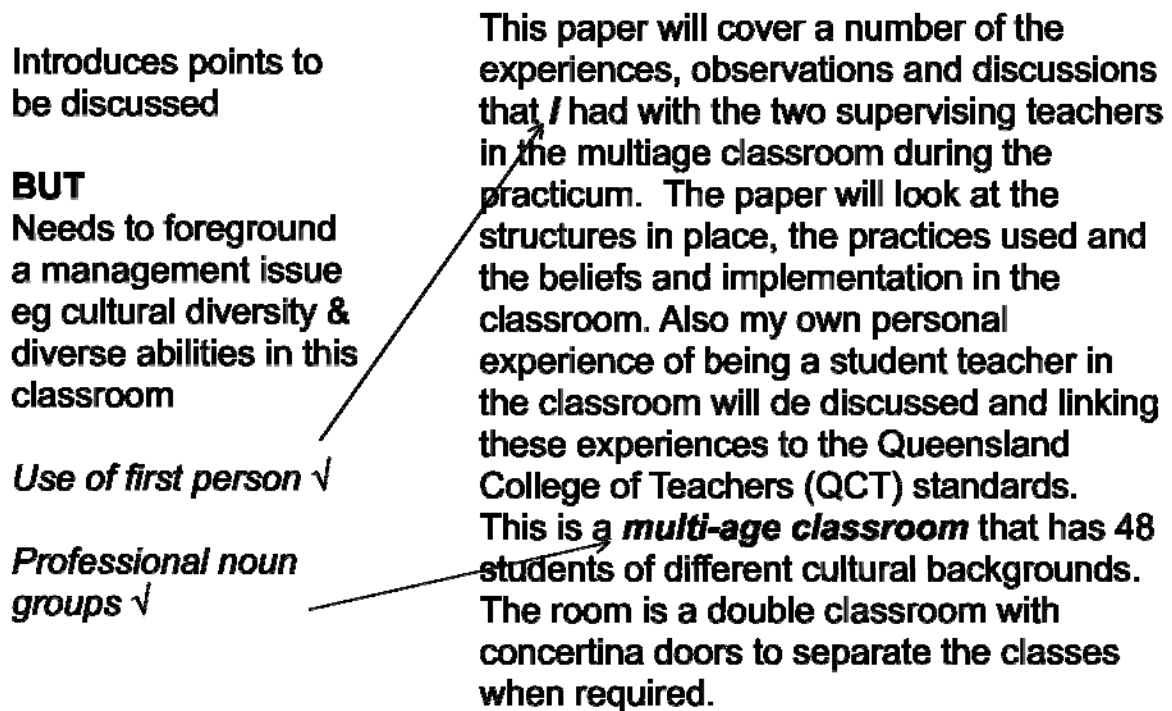 Introduces points to
be discussed
BUT
Needs to foreground
a management issue
eg cultural diversity &
diverse abilities in this
classroom
Use of first person √
Professional noun
groups √
This paper will cover a number of the
experiences, observations and discussions
that I had with the two supervising teachers
in the multiage classroom during the
practicum.  The paper will look at the
structures in place, the practices used and
the beliefs and implementation in the
classroom. Also my own personal
experience of being a student teacher in
the classroom will de discussed and linking
these experiences to the Queensland
College of Teachers (QCT) standards.
This is a multi-age classroom that has 48
students of different cultural backgrounds.
The room is a double classroom with
concertina doors to separate the classes
when required.